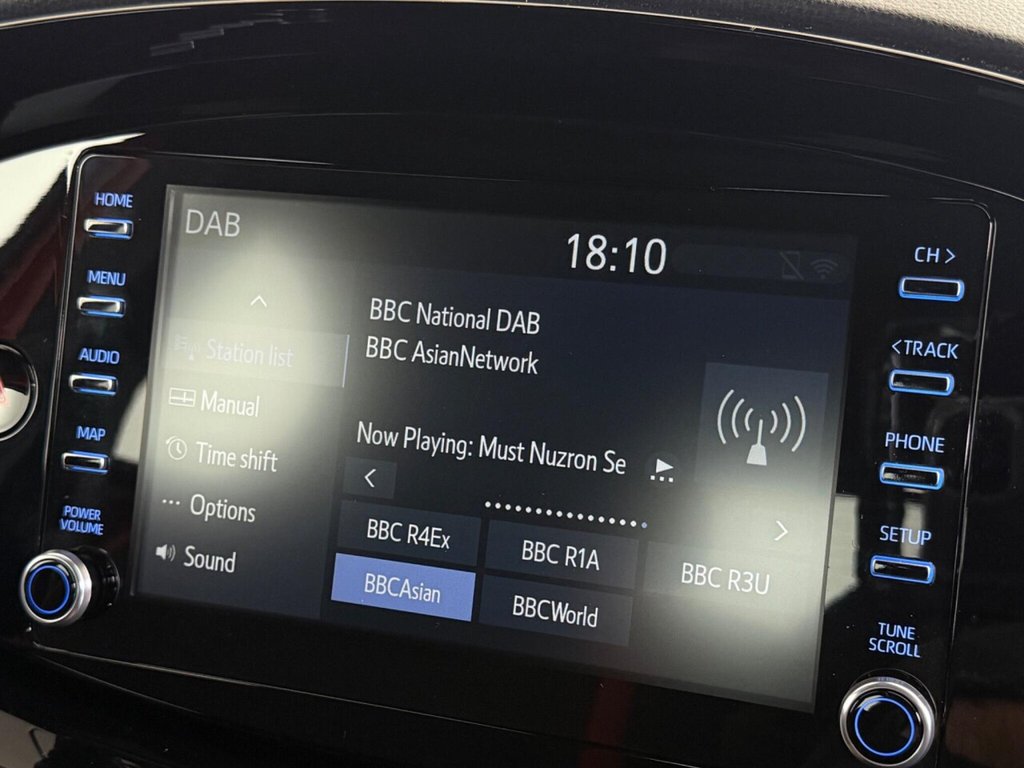 HOME
MENU
AUDIO
MAP
POWER
VOLUME
DAB
18:10
Station list
Manual
Time shift
Options
Sound
BBC National DAB
BBC AsianNetwork
Now Playing: Must Nuzron Se
BBC R4Ex
BBC R1A
BBC R3U
BBCAsian
BBCWorld
CH >
< TRACK
PHONE
SETUP
TUNE
SCROLL